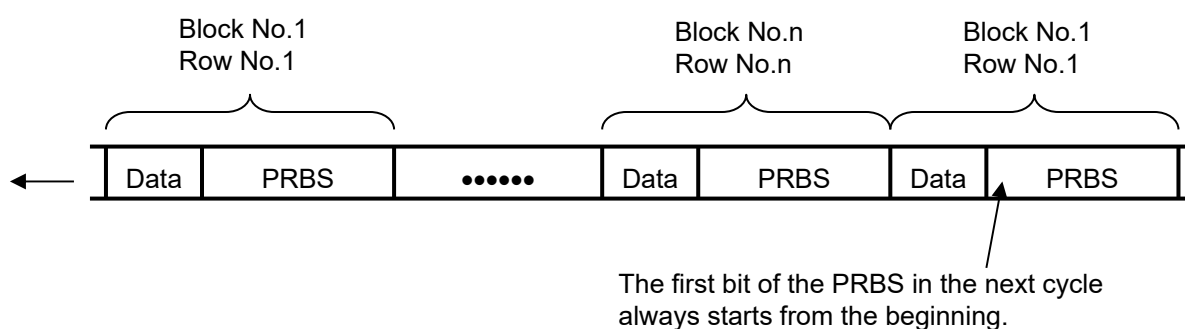 Block No.1
Row No.1
Block No.n
Row No.n
Block No.1
Row No.1
Data PRBS •••••• Data PRBS Data PRBS
The first bit of the PRBS in the next cycle
always starts from the beginning.